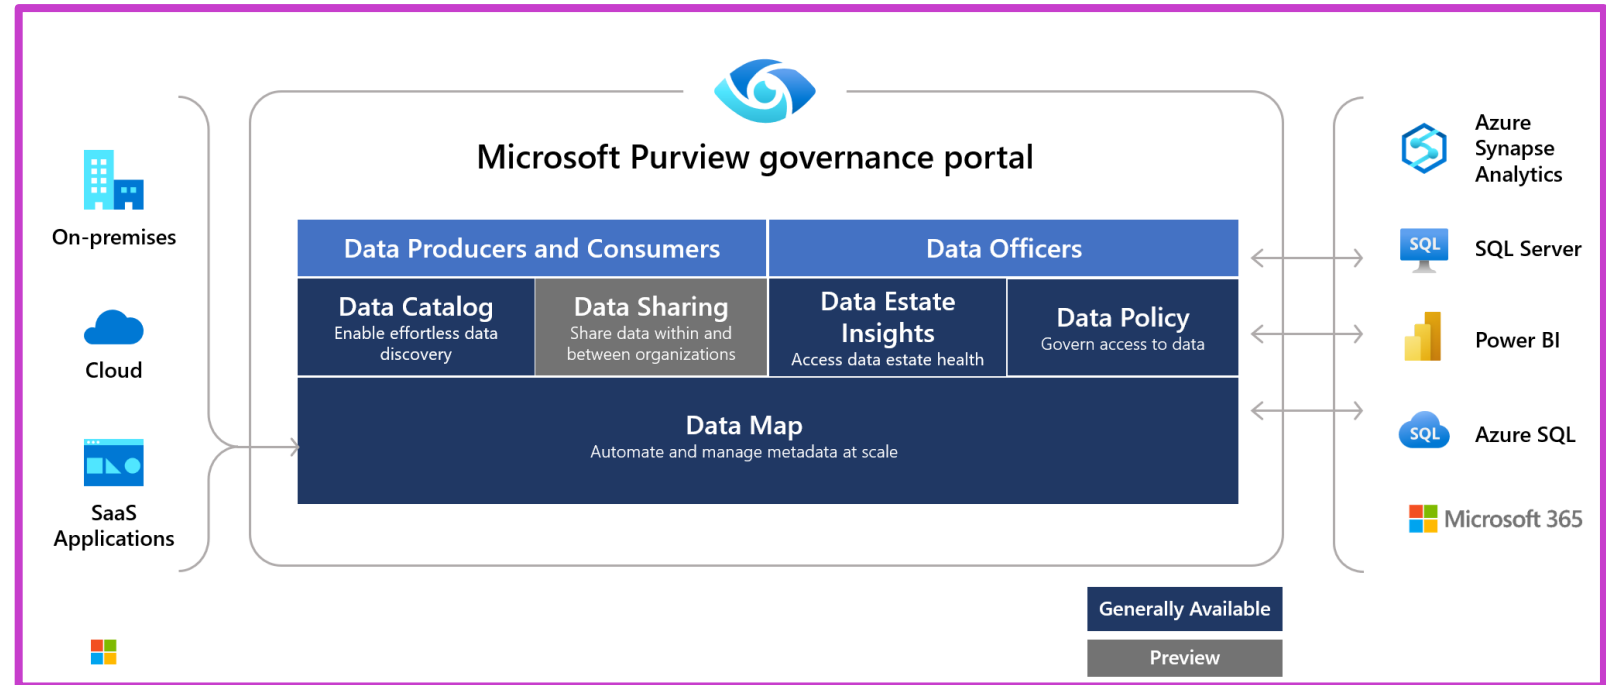 Microsoft Purview governance portal
On-premises
Cloud
SaaS
Applications
Data Producers and Consumers
Data Officers
Data Catalog
Enable effortless data
discovery
Data Sharing
Share data within and
between organizations
Data Estate
Insights
Access data estate health
Data Policy
Govern access to data
Data Map
Automate and manage metadata at scale
Azure
Synapse
Analytics
SQL
SQL Server
Power BI
SQL
Azure SQL
Microsoft 365
Generally Available
Preview